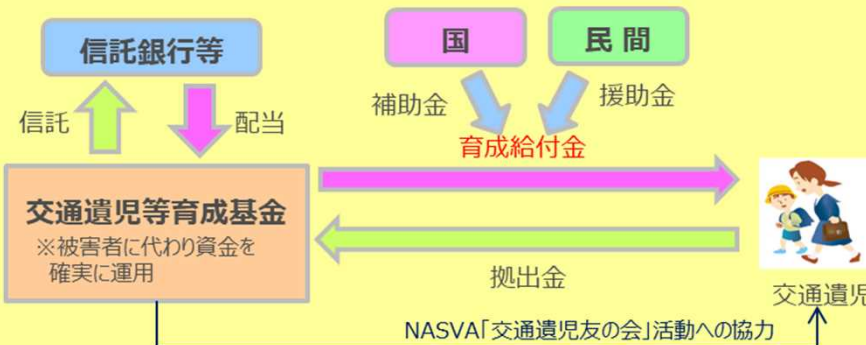 信託銀行等
国
民 間
信託
配当
補助金
援助金
育成給付金
交通遺児等育成基金
※被害者に代わり資金を
確実に運用
拠出金
交通遺児
NASVA「交通遺児友の会」活動への協力